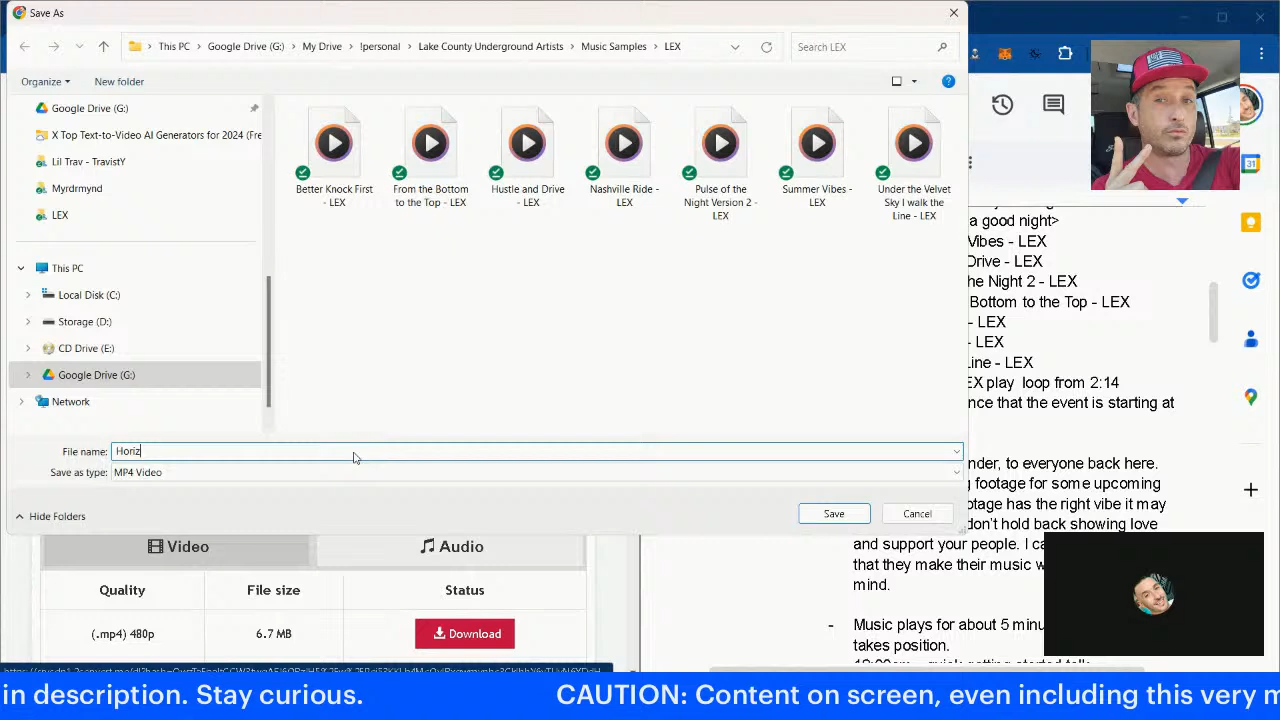 Save As
This PC > Google Drive (G:) > My Drive > !personal > Lake County Underground Artists > Music Samples > LEX
Search LEX
Organize
New folder
Google Drive (G:)
X Top Text-to-Video AI Generators for 2024 (Fre
Lil Trav - TravistY
Myrdrmynd
LEX
This PC
Local Disk (C:)
Storage (D:)
CD Drive (E:)
Google Drive (G:)
Network
Better Knock First
- LEX
From the Bottom
to the Top - LEX
Hustle and Drive
- LEX
Nashville Ride -
LEX
Pulse of the
Night Version 2 -
LEX
Summer Vibes -
LEX
Under the Velvet
Sky I walk the
Line - LEX
File name: Horiz
Save as type: MP4 Video
Hide Folders
Save
Cancel
a good night>
Vibes - LEX
Drive - LEX
he Night 2 - LEX
Bottom to the Top - LEX
- LEX
- LEX
Line - LEX
EX play loop from 2:14
nce that the event is starting at
nder, to everyone back here.
g footage for some upcoming
otage has the right vibe it may
don't hold back showing love
and support your people. I ca
that they make their music w
mind.
- Music plays for about 5 minu
takes position.
31
Video
Audio
Quality
File size
Status
(.mp4) 480p
6.7 MB
Download
in description. Stay curious.
CAUTION: Content on screen, even including this very m